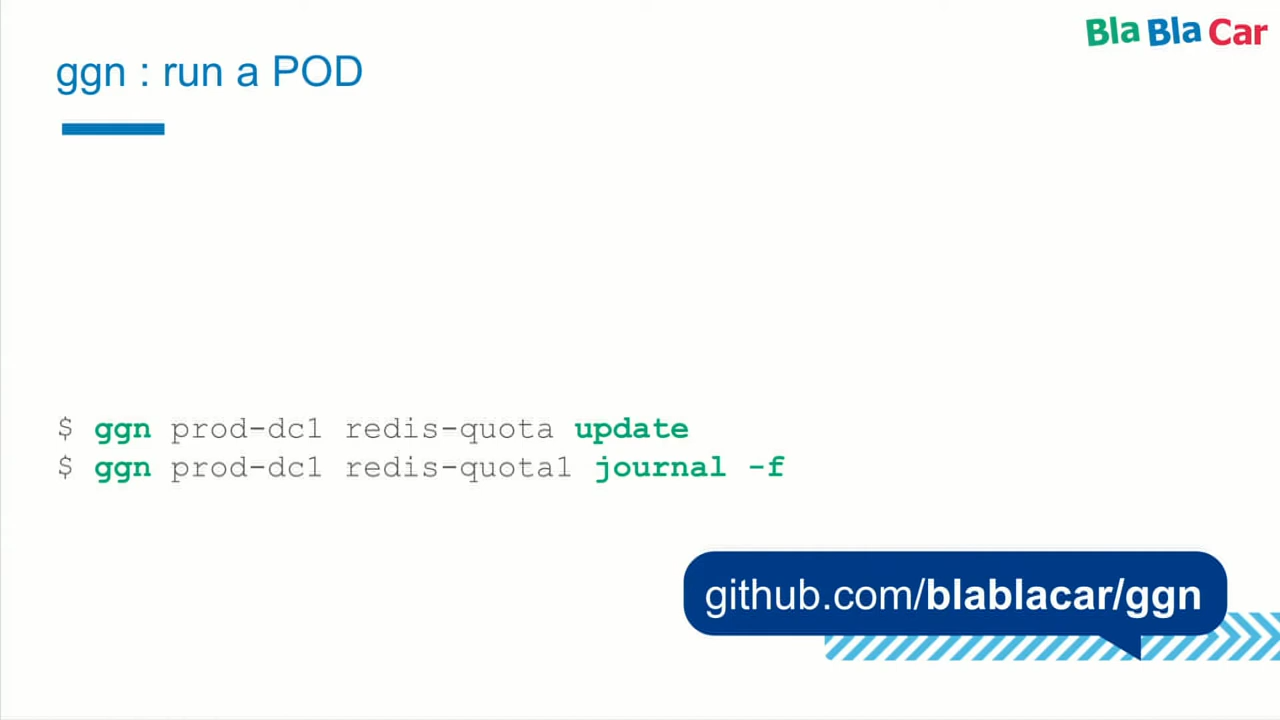 Bla Bla Car
ggn : run a POD
$ ggn prod-dc1 redis-quota update
$ ggn prod-dc1 redis-quota1 journal -f
github.com/blablacar/ggn